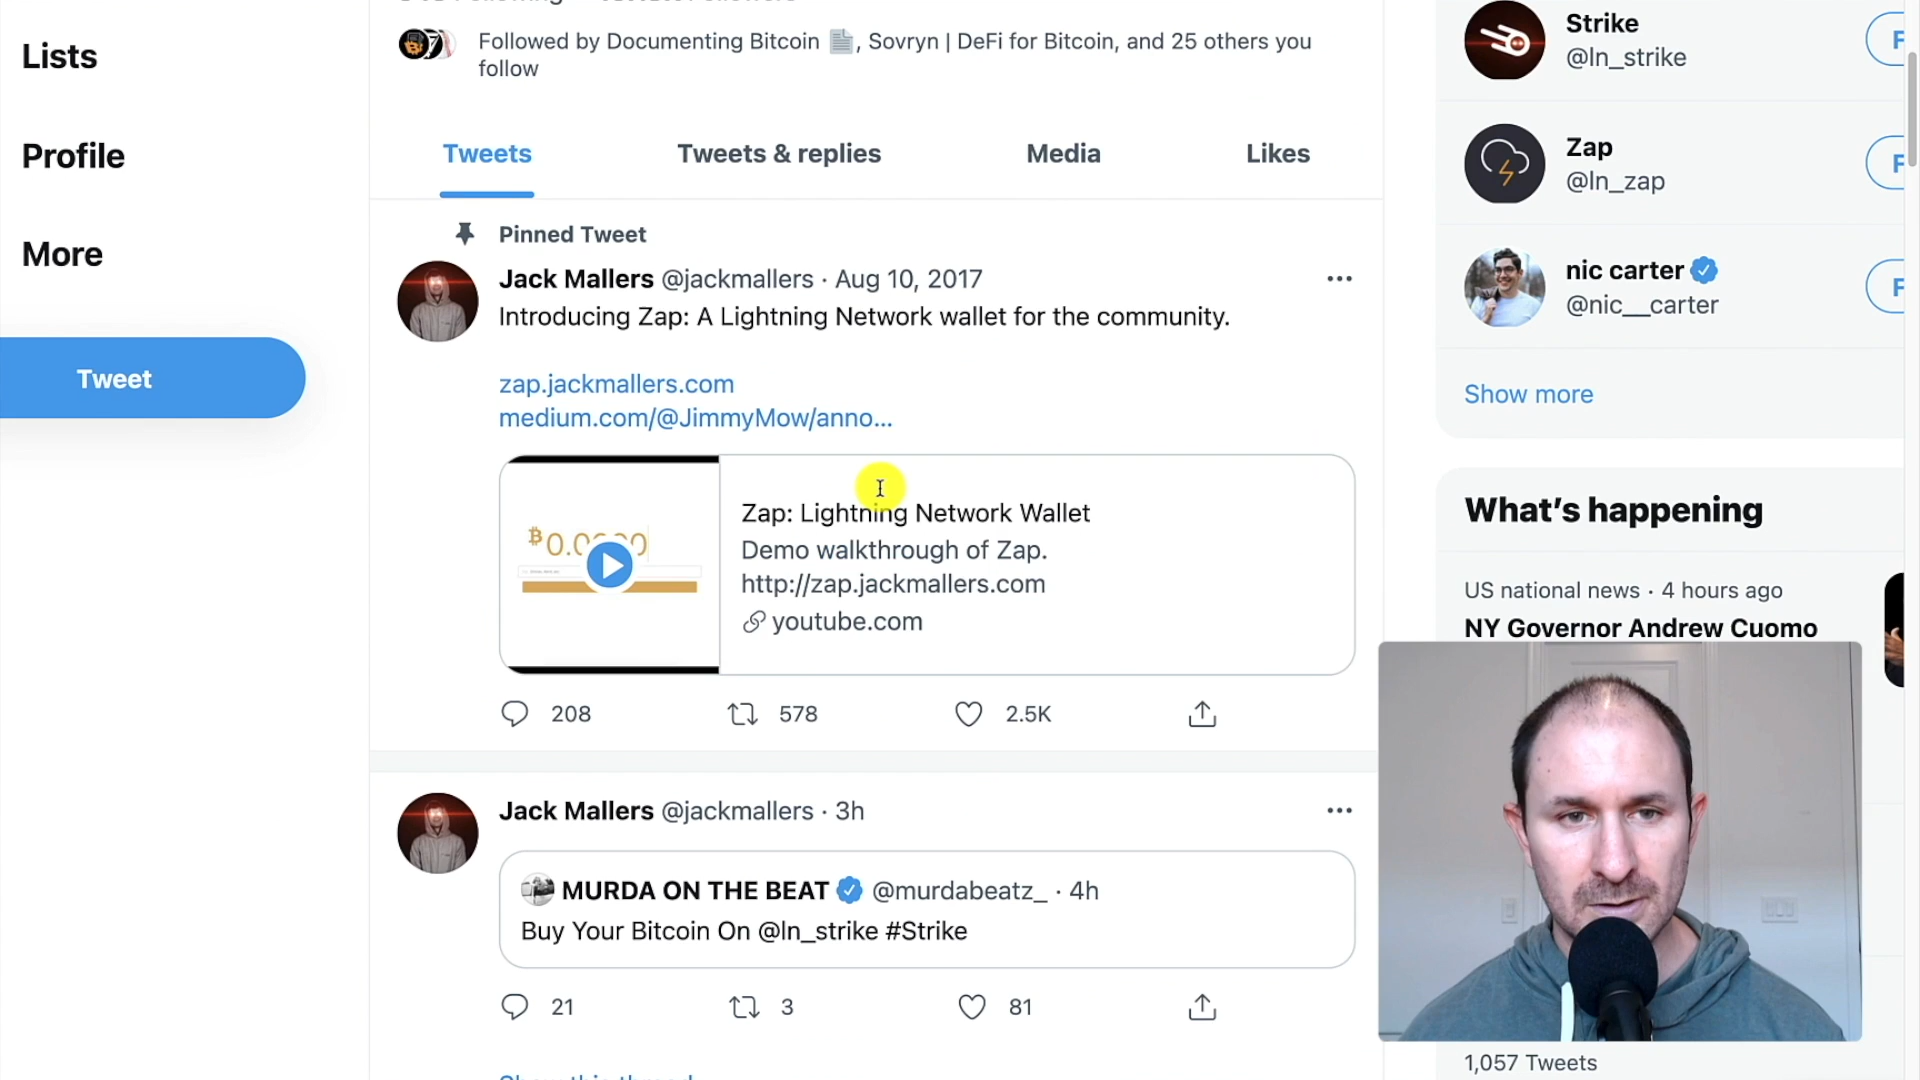 Lists
Profile
More
Tweet
Followed by Documenting Bitcoin 📄, Sovryn | DeFi for Bitcoin, and 25 others you
follow
Tweets
Tweets & replies
Media
Likes
Pinned Tweet
Jack Mallers @jackmallers · Aug 10, 2017
Introducing Zap: A Lightning Network wallet for the community.
zap.jackmallers.com
medium.com/@JimmyMow/anno...
Zap: Lightning Network Wallet
Demo walkthrough of Zap.
http://zap.jackmallers.com
youtube.com
208
578
2.5K
Jack Mallers @jackmallers · 3h
MURDA ON THE BEAT @murdabeatz_ · 4h
Buy Your Bitcoin On @ln_strike #Strike
21
3
81
Strike
@ln_strike
Zap
@ln_zap
nic carter
@nic__carter
Show more
What's happening
US national news · 4 hours ago
NY Governor Andrew Cuomo
1,057 Tweets